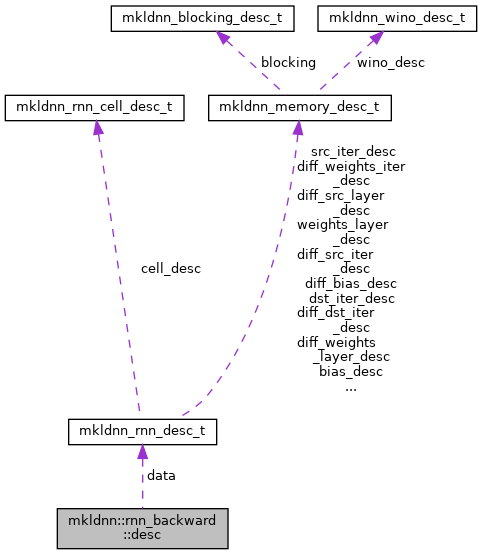 mkldnn_blocking_desc_t
mkldnn_wino_desc_t
blocking
wino_desc
mkldnn_rnn_cell_desc_t
mkldnn_memory_desc_t
src_iter_desc
diff_weights_iter
_desc
diff_src_layer
_desc
weights_layer
_desc
diff_src_iter
_desc
diff_bias_desc
dst_iter_desc
diff_dst_iter
_desc
diff_weights
_layer_desc
bias_desc
...
cell_desc
mkldnn_rnn_desc_t
data
mkldnn::rnn_backward
::desc